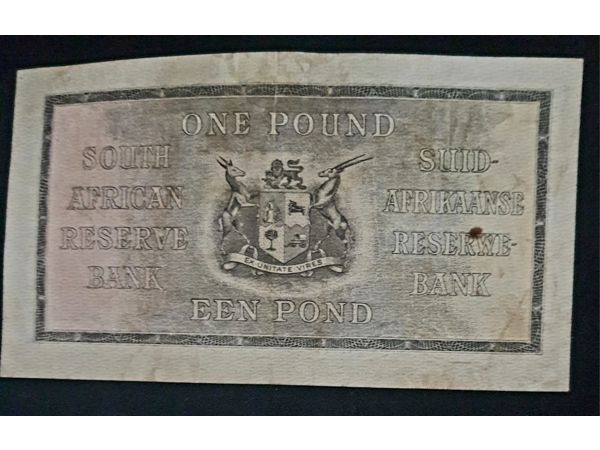 ONE POUND
SOUTH
AFRICAN
RESERVE
BANK
SUID-
AFRIKAANSE
RESERWE-
BANK
EX UNITATE VIRES
EEN POND